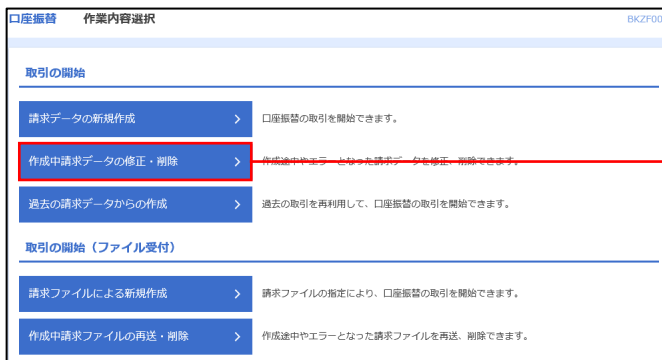 口座振替 作業内容選択 BKZF00
取引の開始
請求データの新規作成 > 口座振替の取引を開始できます。
作成中請求データの修正・削除 > 作成途中やエラーとなった請求データを修正、削除できます。
過去の請求データからの作成 > 過去の取引を再利用して、口座振替の取引を開始できます。
取引の開始（ファイル受付）
請求ファイルによる新規作成 > 請求ファイルの指定により、口座振替の取引を開始できます。
作成中請求ファイルの再送・削除 > 作成途中やエラーとなった請求ファイルを再送、削除できます。